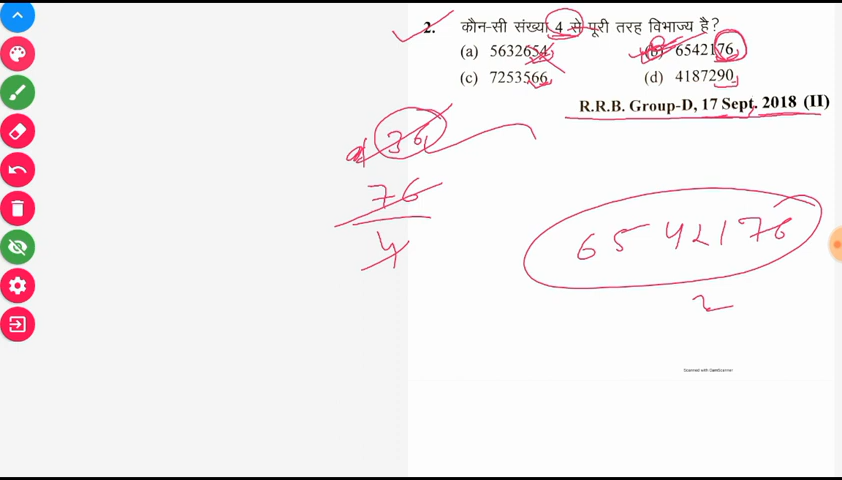 2. कौन-सी संख्या 4 से पूरी तरह विभाज्य है?
(a) 5632654 (b) 6542176
(c) 7253566 (d) 4187290
R.R.B. Group-D, 17 Sept. 2018 (II)
36
76
4
6542176
2
Scanned with CamScanner